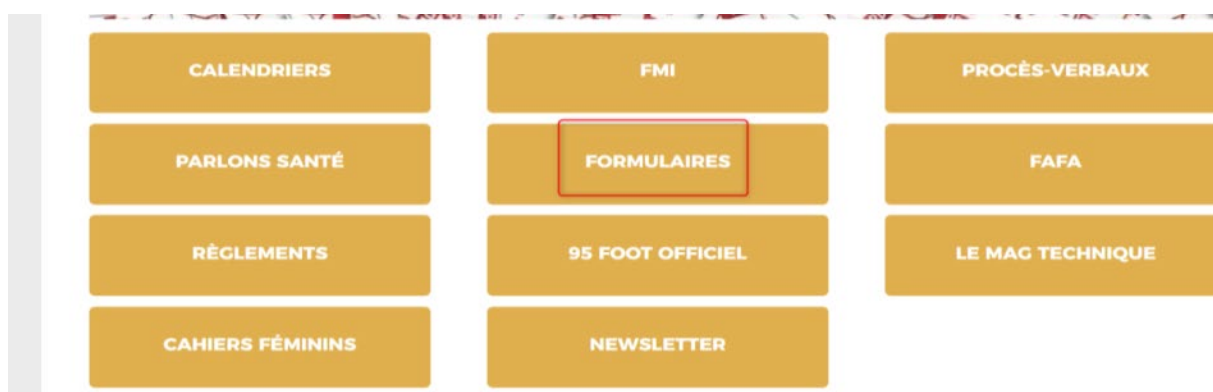 CALENDRIERS
FMI
PROCÈS-VERBAUX
PARLONS SANTÉ
FORMULAIRES
FAFA
RÈGLEMENTS
95 FOOT OFFICIEL
LE MAG TECHNIQUE
CAHIERS FÉMININS
NEWSLETTER